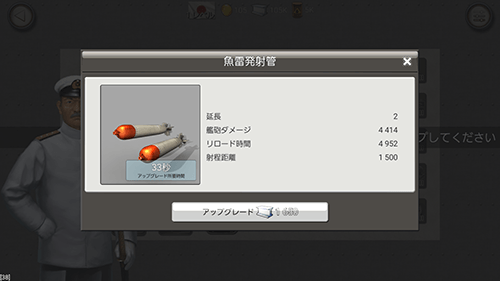 魚雷発射管
延長 2
艦砲ダメージ 4 414
リロード時間 4 952
射程距離 1 500
33秒
アップグレード所要時間
プしてください
アップグレード 1 650
[38]